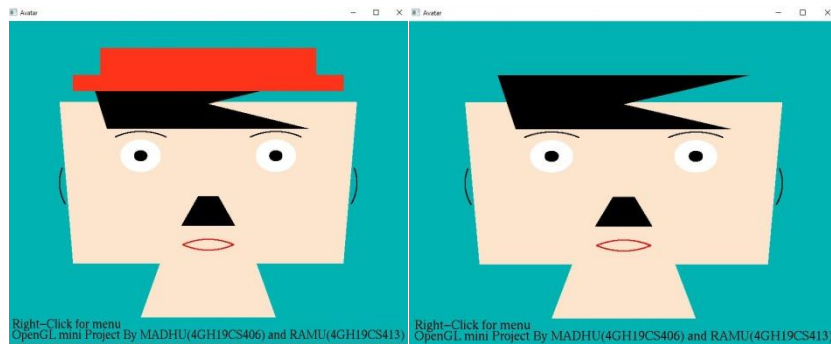 Avatar
Right-Click for menu
OpenGL mini Project By MADHU(4GH19CS406) and RAMU(4GH19CS413)
Avatar
Right-Click for menu
OpenGL mini Project By MADHU(4GH19CS406) and RAMU(4GH19CS413